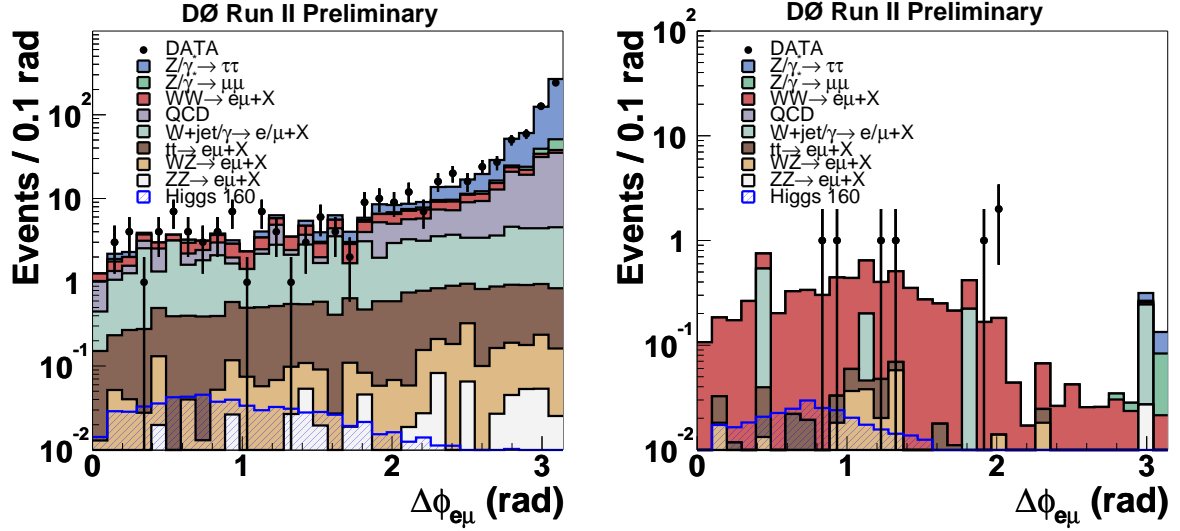 DØ Run II Preliminary
Events / 0.1 rad
10²
10
1
10⁻¹
10⁻²
DATA
Z/γ*→ ττ
Z/γ*→ μμ
WW→ eμ+X
QCD
W+jet/γ→ e/μ+X
tt̄→ eμ+X
WZ→ eμ+X
ZZ→ eμ+X
Higgs 160
0 1 2 3
Δϕeμ (rad)
DØ Run II Preliminary
Events / 0.1 rad
10²
10
1
10⁻¹
10⁻²
DATA
Z/γ*→ ττ
Z/γ*→ μμ
WW→ eμ+X
QCD
W+jet/γ→ e/μ+X
tt̄→ eμ+X
WZ→ eμ+X
ZZ→ eμ+X
Higgs 160
0 1 2 3
Δϕeμ (rad)